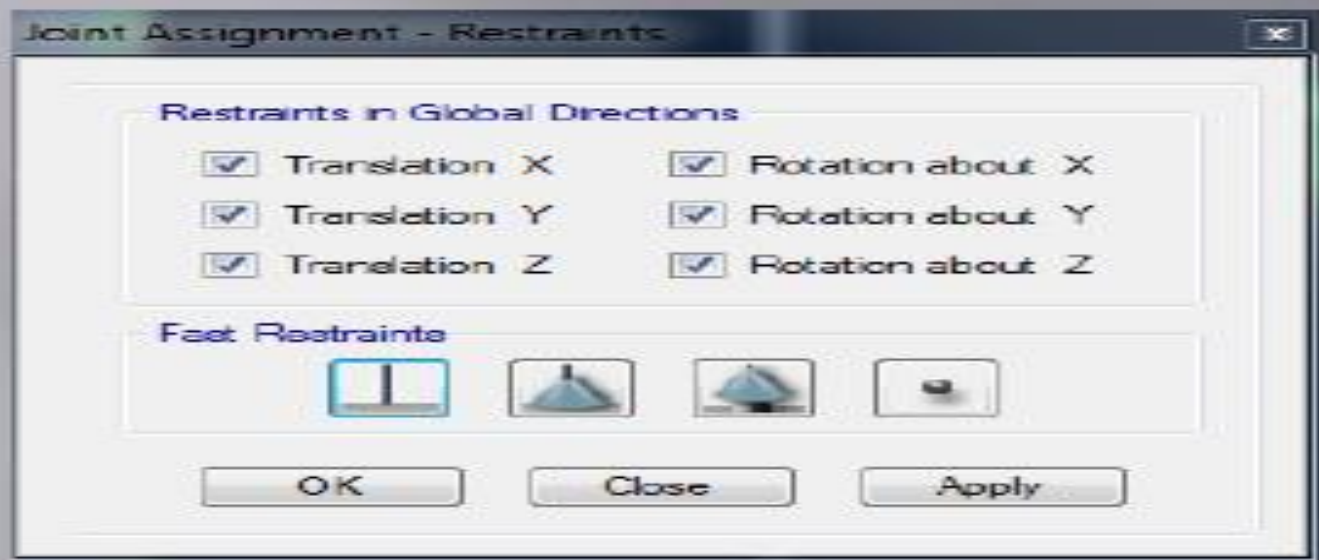 Joint Assignment - Restraints
Restraints in Global Directions
Translation X
Rotation about X
Translation Y
Rotation about Y
Translation Z
Rotation about Z
Fast Restraints
OK
Close
Apply